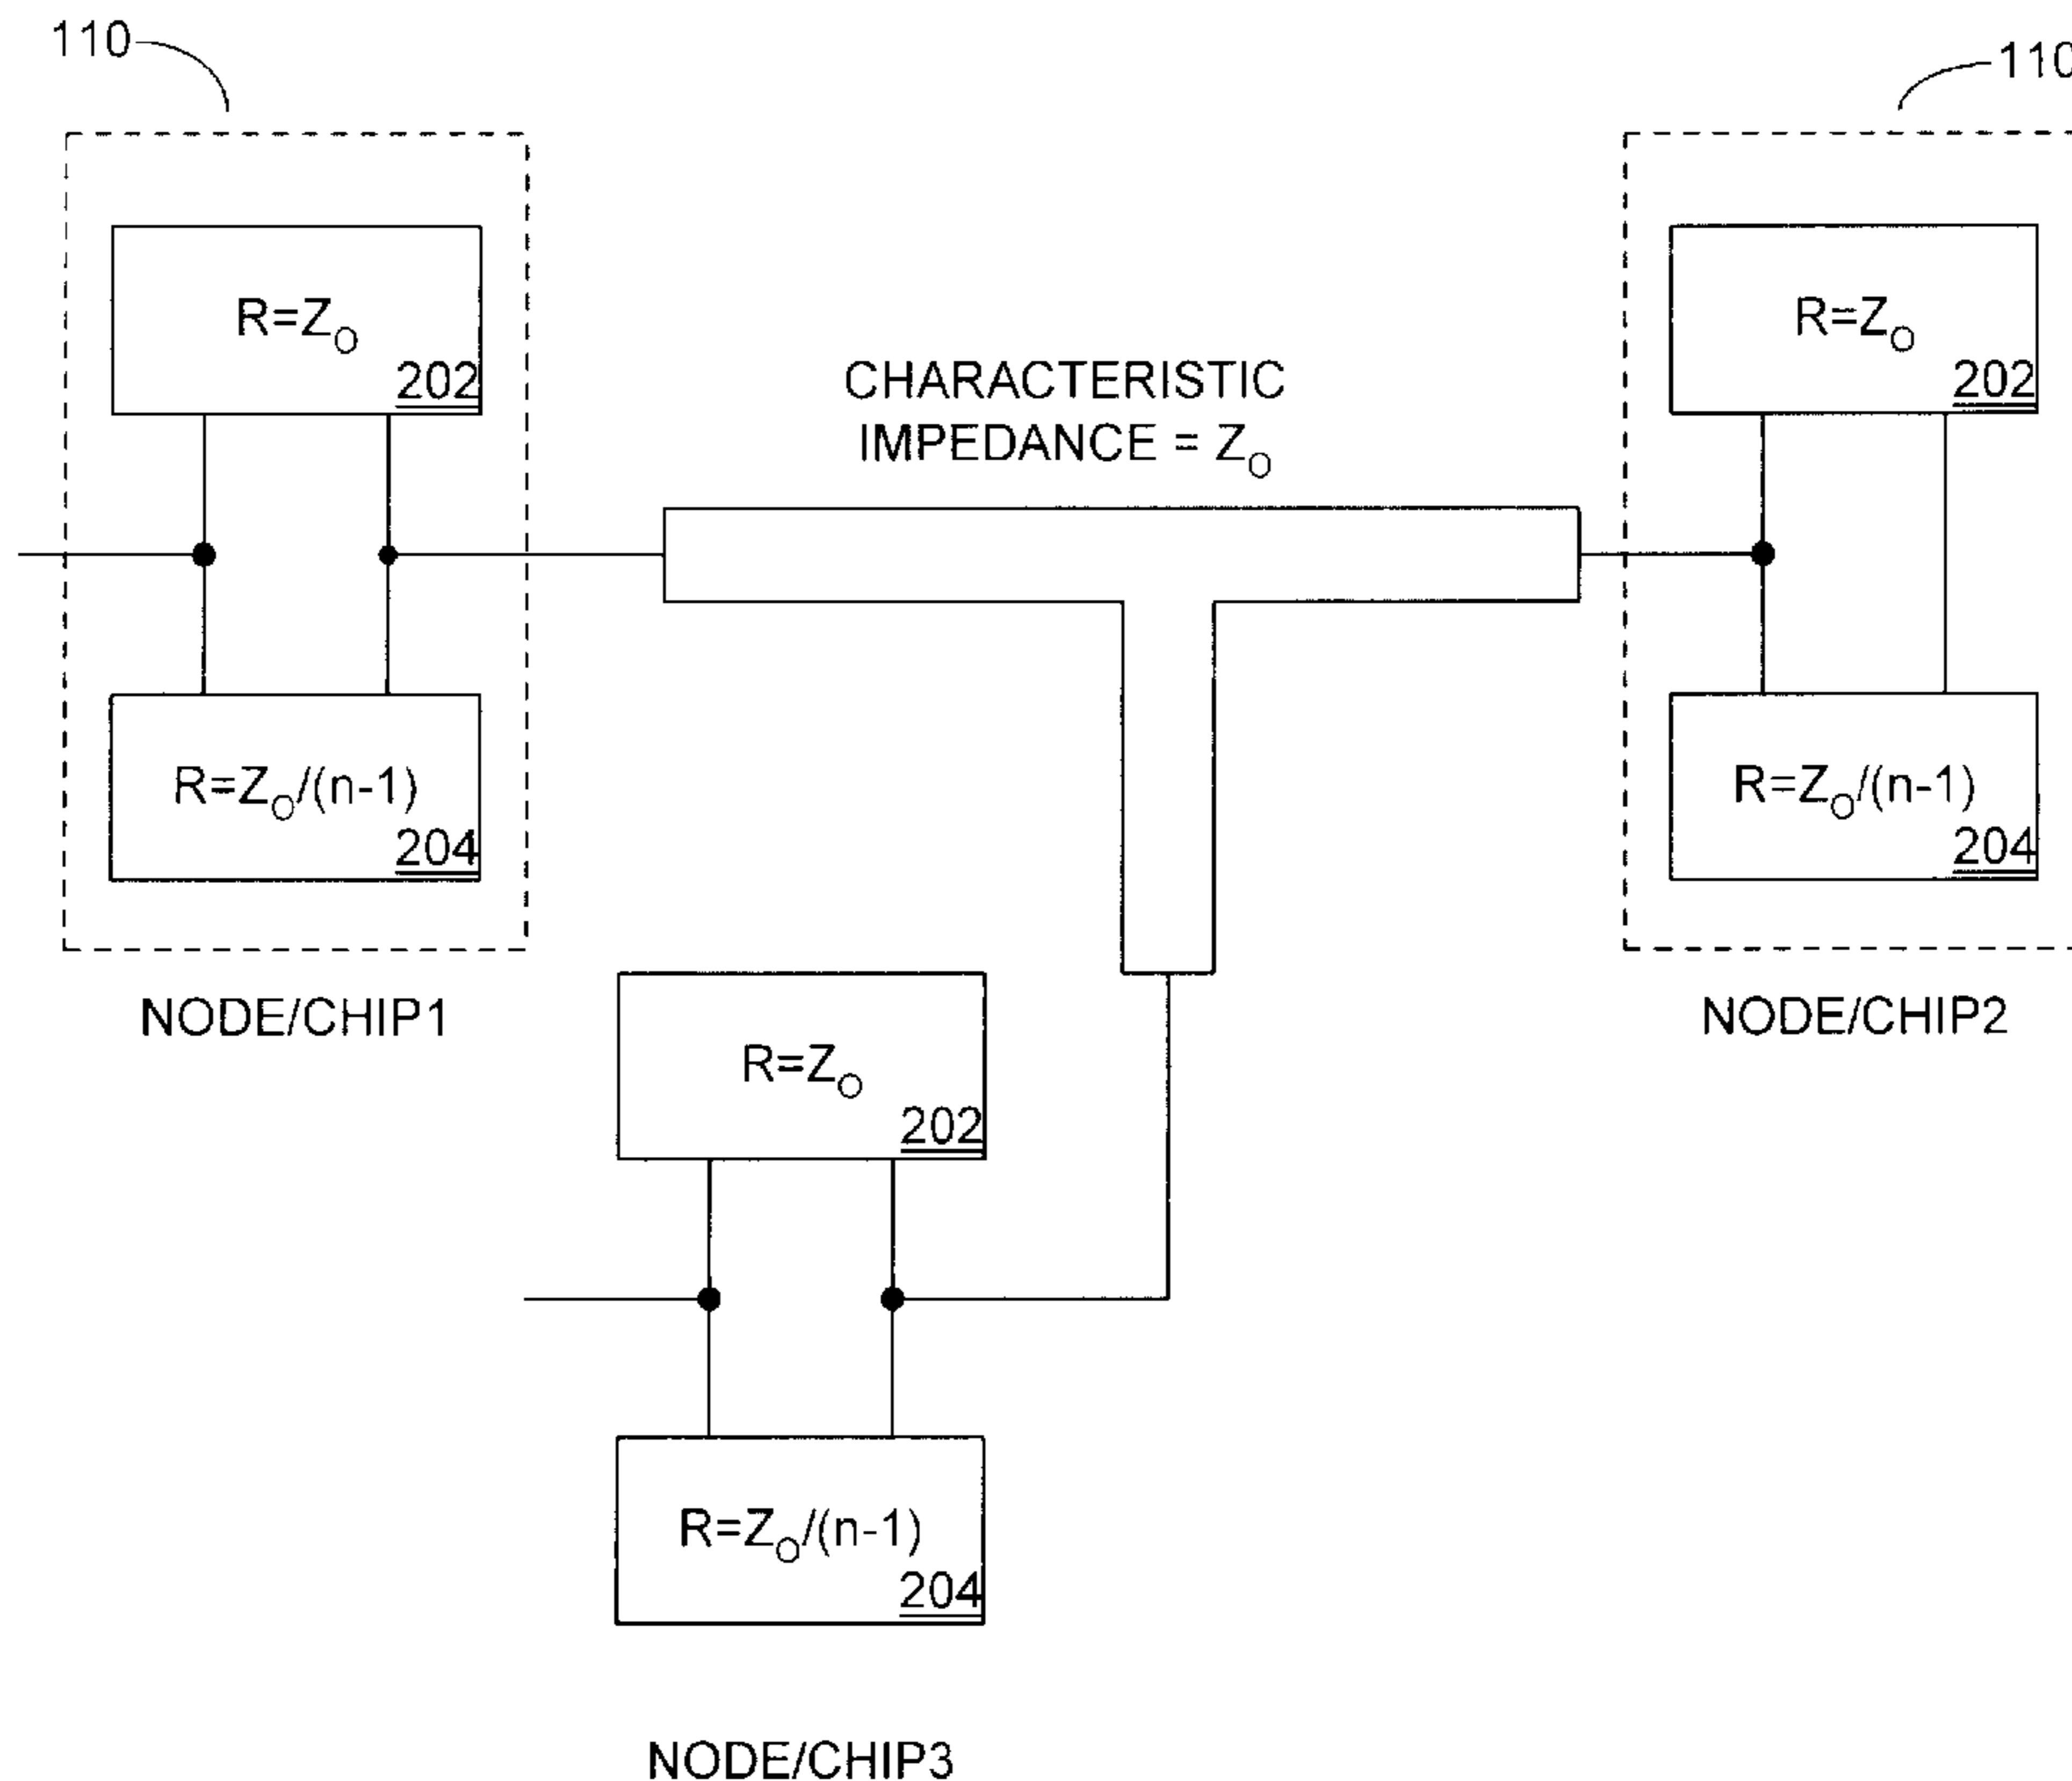 110
110
R=Zo
202
R=Zo
202
CHARACTERISTIC
IMPEDANCE = Zo
R=Zo/(n-1)
204
R=Zo/(n-1)
204
NODE/CHIP1
NODE/CHIP2
R=Zo
202
R=Zo/(n-1)
204
NODE/CHIP3